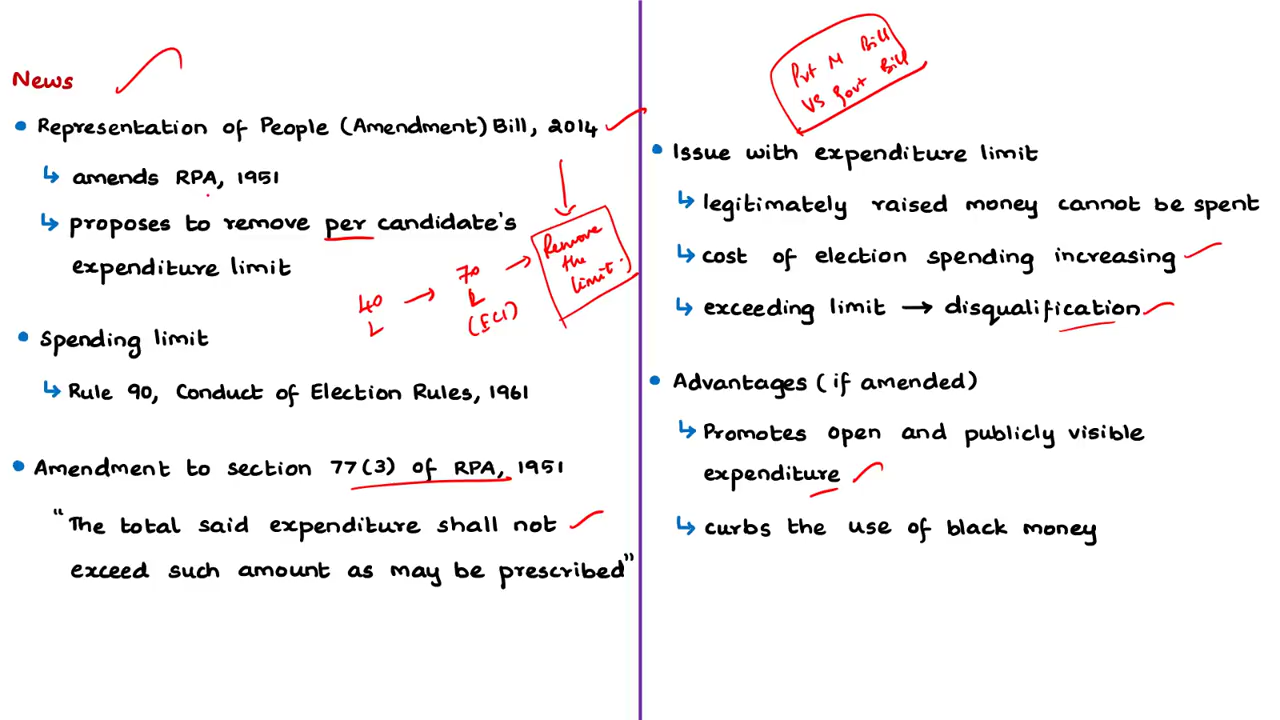 News
Representation of People (Amendment) Bill, 2014
amends RPA, 1951
proposes to remove per candidate's
expenditure limit
40
L
70
L
(ECI)
Remove
the
limit.
Spending limit
Rule 90, Conduct of Election Rules, 1961
Amendment to section 77(3) of RPA, 1951
"The total said expenditure shall not
exceed such amount as may be prescribed"
Pvt M Bill
VS Govt Bill
Issue with expenditure limit
legitimately raised money cannot be spent
cost of election spending increasing
exceeding limit → disqualification
Advantages (if amended)
Promotes open and publicly visible
expenditure
curbs the use of black money